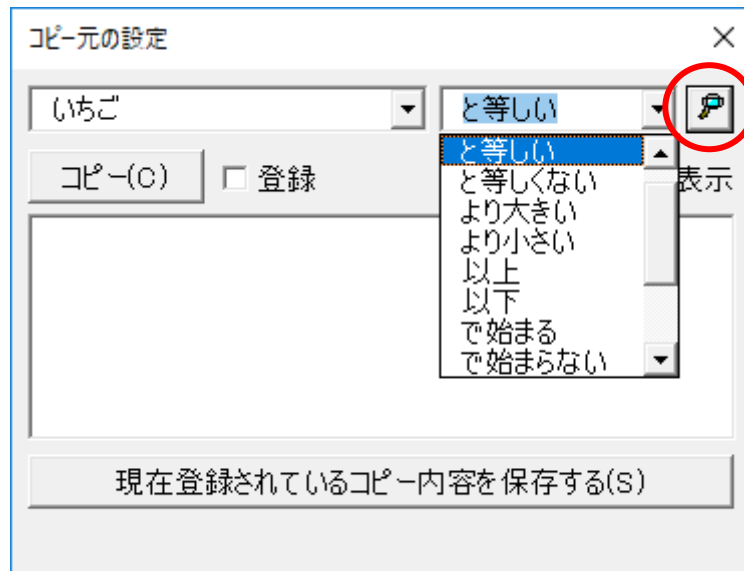 コピー元の設定
いちご
と等しい
コピー(C)
登録
表示
と等しい
と等しくない
より大きい
より小さい
以上
以下
で始まる
で始まらない
現在登録されているコピー内容を保存する(S)